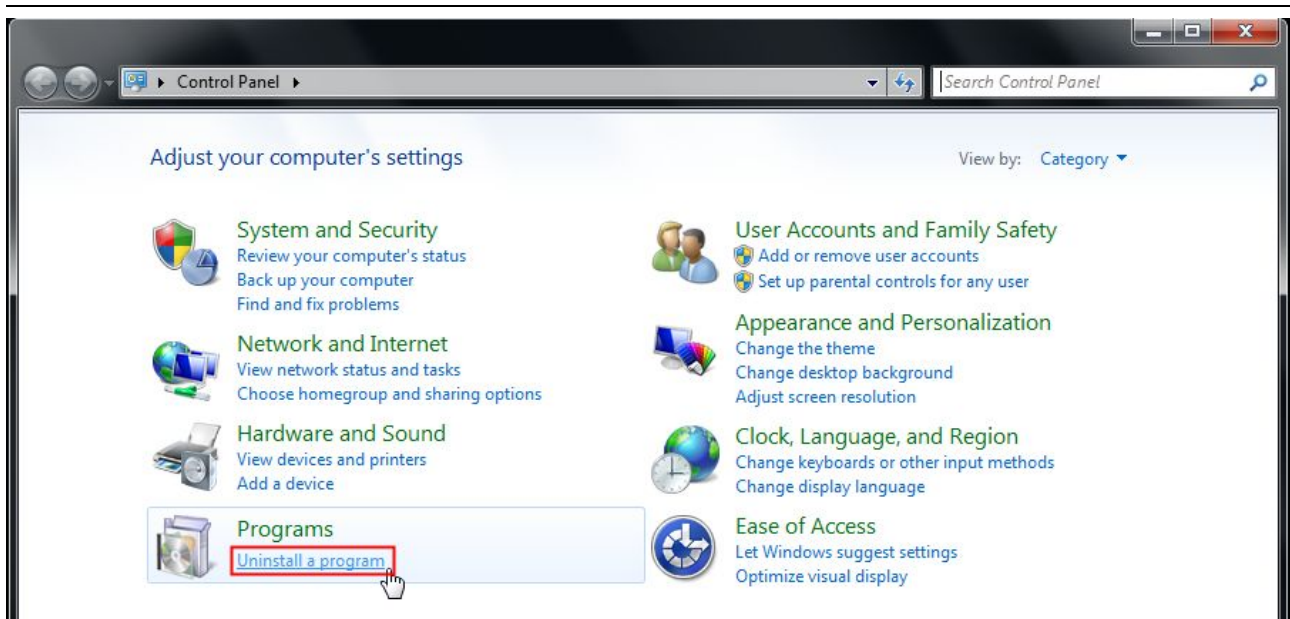 Control Panel
Search Control Panel
Adjust your computer's settings
View by: Category
System and Security
Review your computer's status
Back up your computer
Find and fix problems
Network and Internet
View network status and tasks
Choose homegroup and sharing options
Hardware and Sound
View devices and printers
Add a device
Programs
Uninstall a program
User Accounts and Family Safety
Add or remove user accounts
Set up parental controls for any user
Appearance and Personalization
Change the theme
Change desktop background
Adjust screen resolution
Clock, Language, and Region
Change keyboards or other input methods
Change display language
Ease of Access
Let Windows suggest settings
Optimize visual display